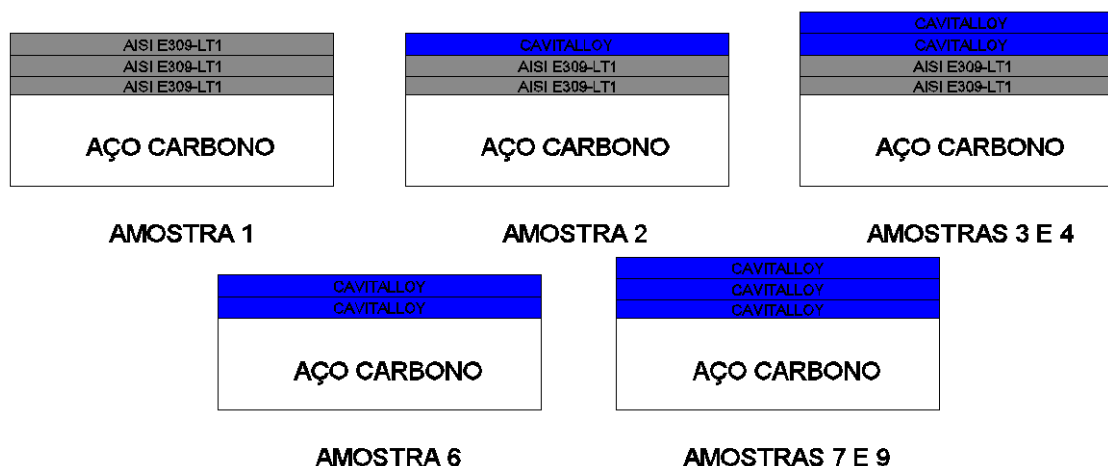 AISI E309-LT1
AISI E309-LT1
AISI E309-LT1
AÇO CARBONO
AMOSTRA 1
CAVITALLOY
AISI E309-LT1
AISI E309-LT1
AÇO CARBONO
AMOSTRA 2
CAVITALLOY
CAVITALLOY
AISI E309-LT1
AISI E309-LT1
AÇO CARBONO
AMOSTRAS 3 E 4
CAVITALLOY
CAVITALLOY
AÇO CARBONO
AMOSTRA 6
CAVITALLOY
CAVITALLOY
CAVITALLOY
AÇO CARBONO
AMOSTRAS 7 E 9